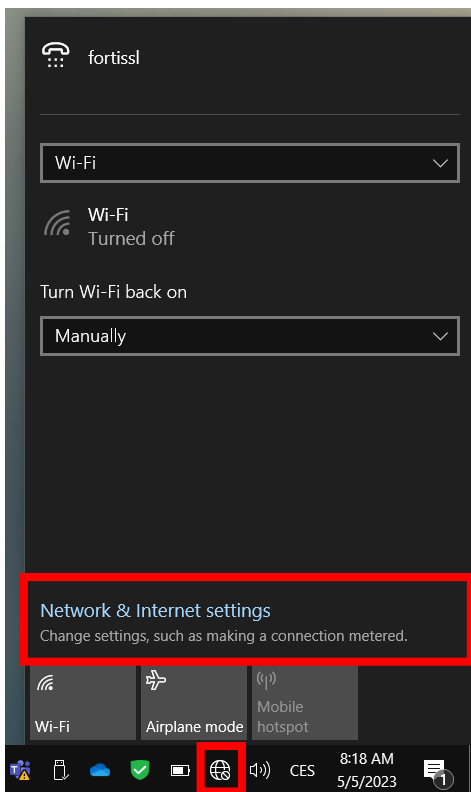 fortissl
Wi-Fi
Wi-Fi
Turned off
Turn Wi-Fi back on
Manually
Network & Internet settings
Change settings, such as making a connection metered.
Wi-Fi
Airplane mode
Mobile
hotspot
CES
8:18 AM
5/5/2023
1